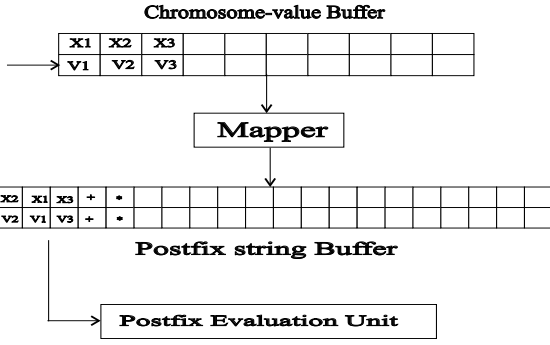 Chromosome-value Buffer
X1 X2 X3
V1 V2 V3
Mapper
X2 X1 X3 + *
V2 V1 V3 + *
Postfix string Buffer
Postfix Evaluation Unit